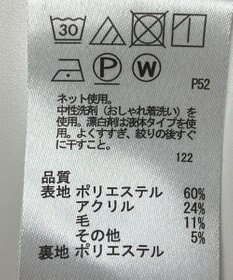 30
P W P52
ネット使用。
中性洗剤(おしゃれ着洗い)を使
用。漂白剤は液体タイプを使
用。よくすすぎ、絞りの後すぐ
に干すこと。
122
品質
表地 ポリエステル 60%
アクリル 24%
毛 11%
その他 5%
裏地 ポリエステル